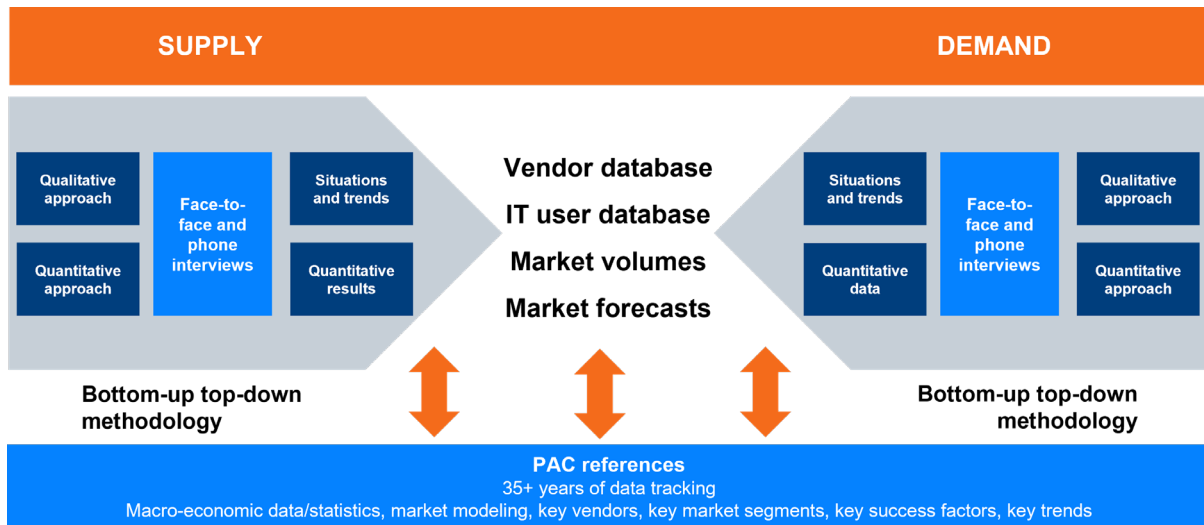 SUPPLY
DEMAND
Qualitative
approach
Quantitative
approach
Face-to-
face and
phone
interviews
Situations
and trends
Quantitative
results
Vendor database
IT user database
Market volumes
Market forecasts
Situations
and trends
Quantitative
data
Face-to-
face and
phone
interviews
Qualitative
approach
Quantitative
approach
Bottom-up top-down
methodology
Bottom-up top-down
methodology
PAC references
35+ years of data tracking
Macro-economic data/statistics, market modeling, key vendors, key market segments, key success factors, key trends